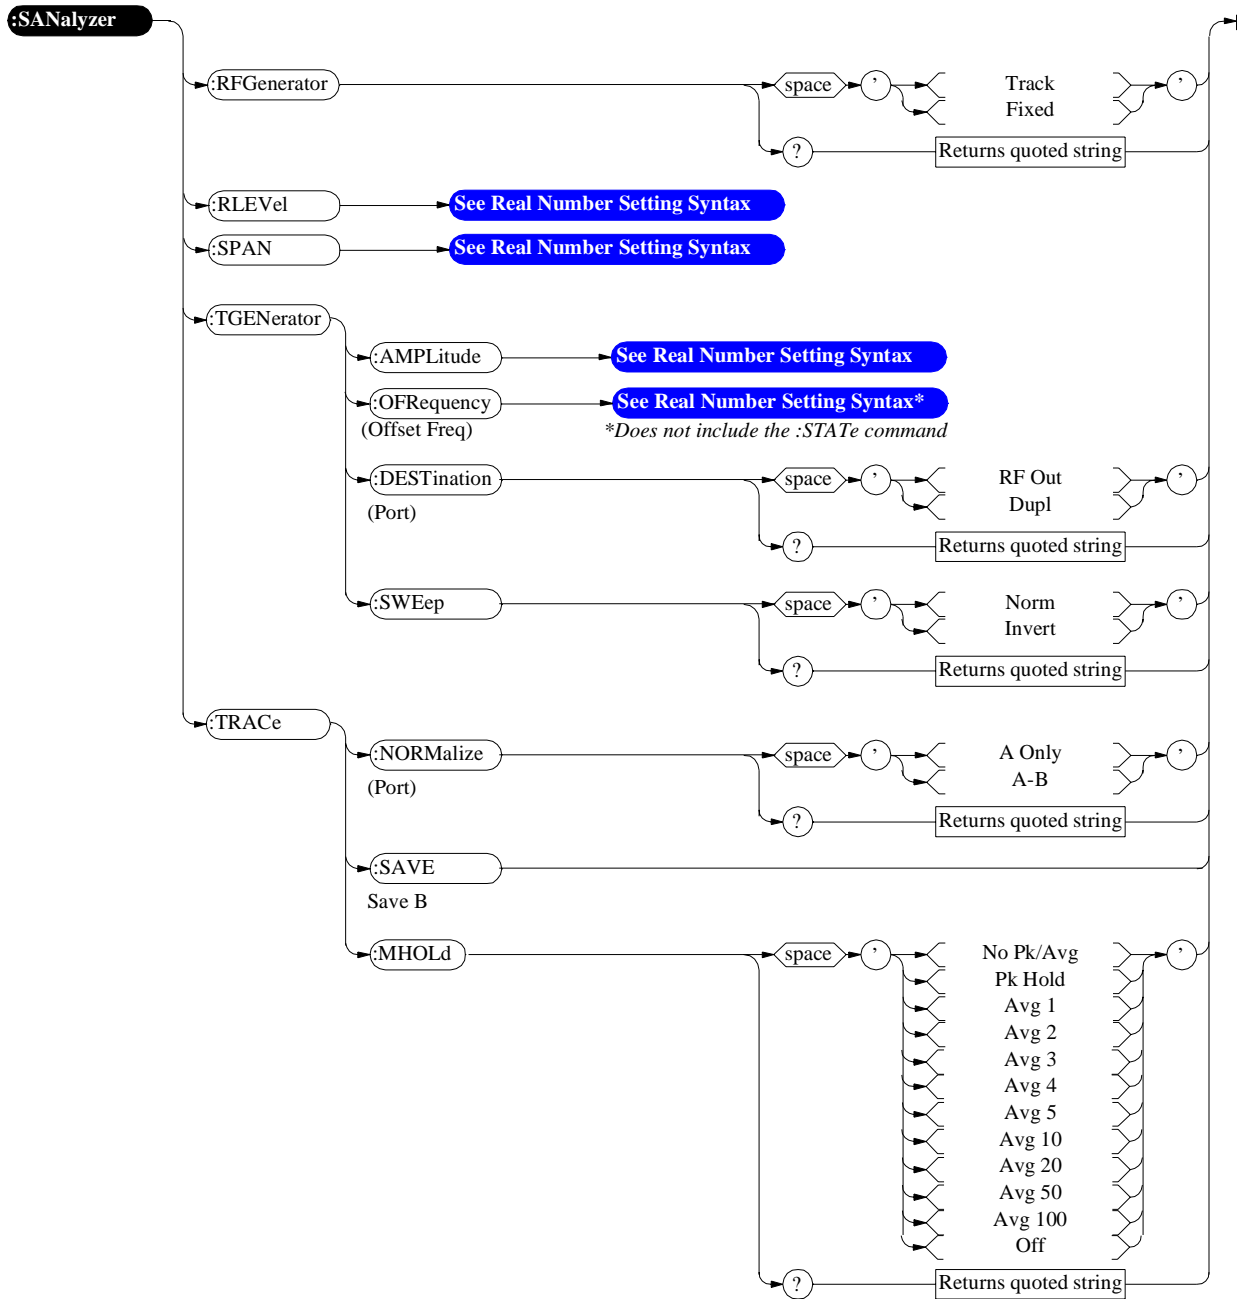 :SANalyzer
:RFGenerator space ' Track '
Fixed
? Returns quoted string
:RLEVel See Real Number Setting Syntax
:SPAN See Real Number Setting Syntax
:TGENerator
:AMPLitude See Real Number Setting Syntax
:OFRequency See Real Number Setting Syntax*
(Offset Freq) *Does not include the :STATe command
:DESTination space ' RF Out '
(Port) Dupl
? Returns quoted string
:SWEep space ' Norm '
Invert
? Returns quoted string
:TRACe
:NORMalize space ' A Only '
(Port) A-B
? Returns quoted string
:SAVE
Save B
:MHOLd space ' No Pk/Avg '
Pk Hold
Avg 1
Avg 2
Avg 3
Avg 4
Avg 5
Avg 10
Avg 20
Avg 50
Avg 100
Off
? Returns quoted string